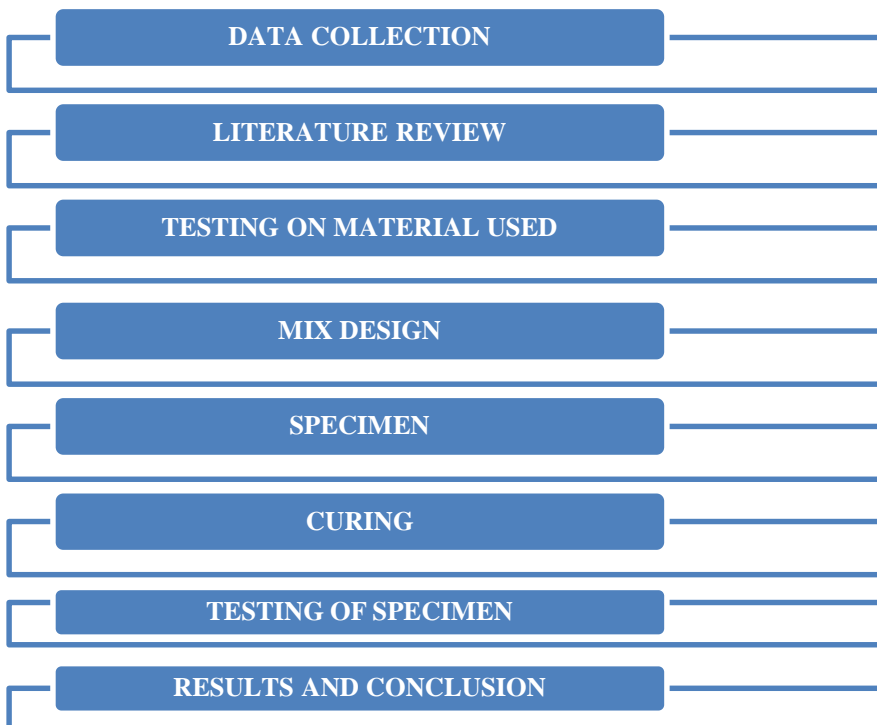 DATA COLLECTION
LITERATURE REVIEW
TESTING ON MATERIAL USED
MIX DESIGN
SPECIMEN
CURING
TESTING OF SPECIMEN
RESULTS AND CONCLUSION